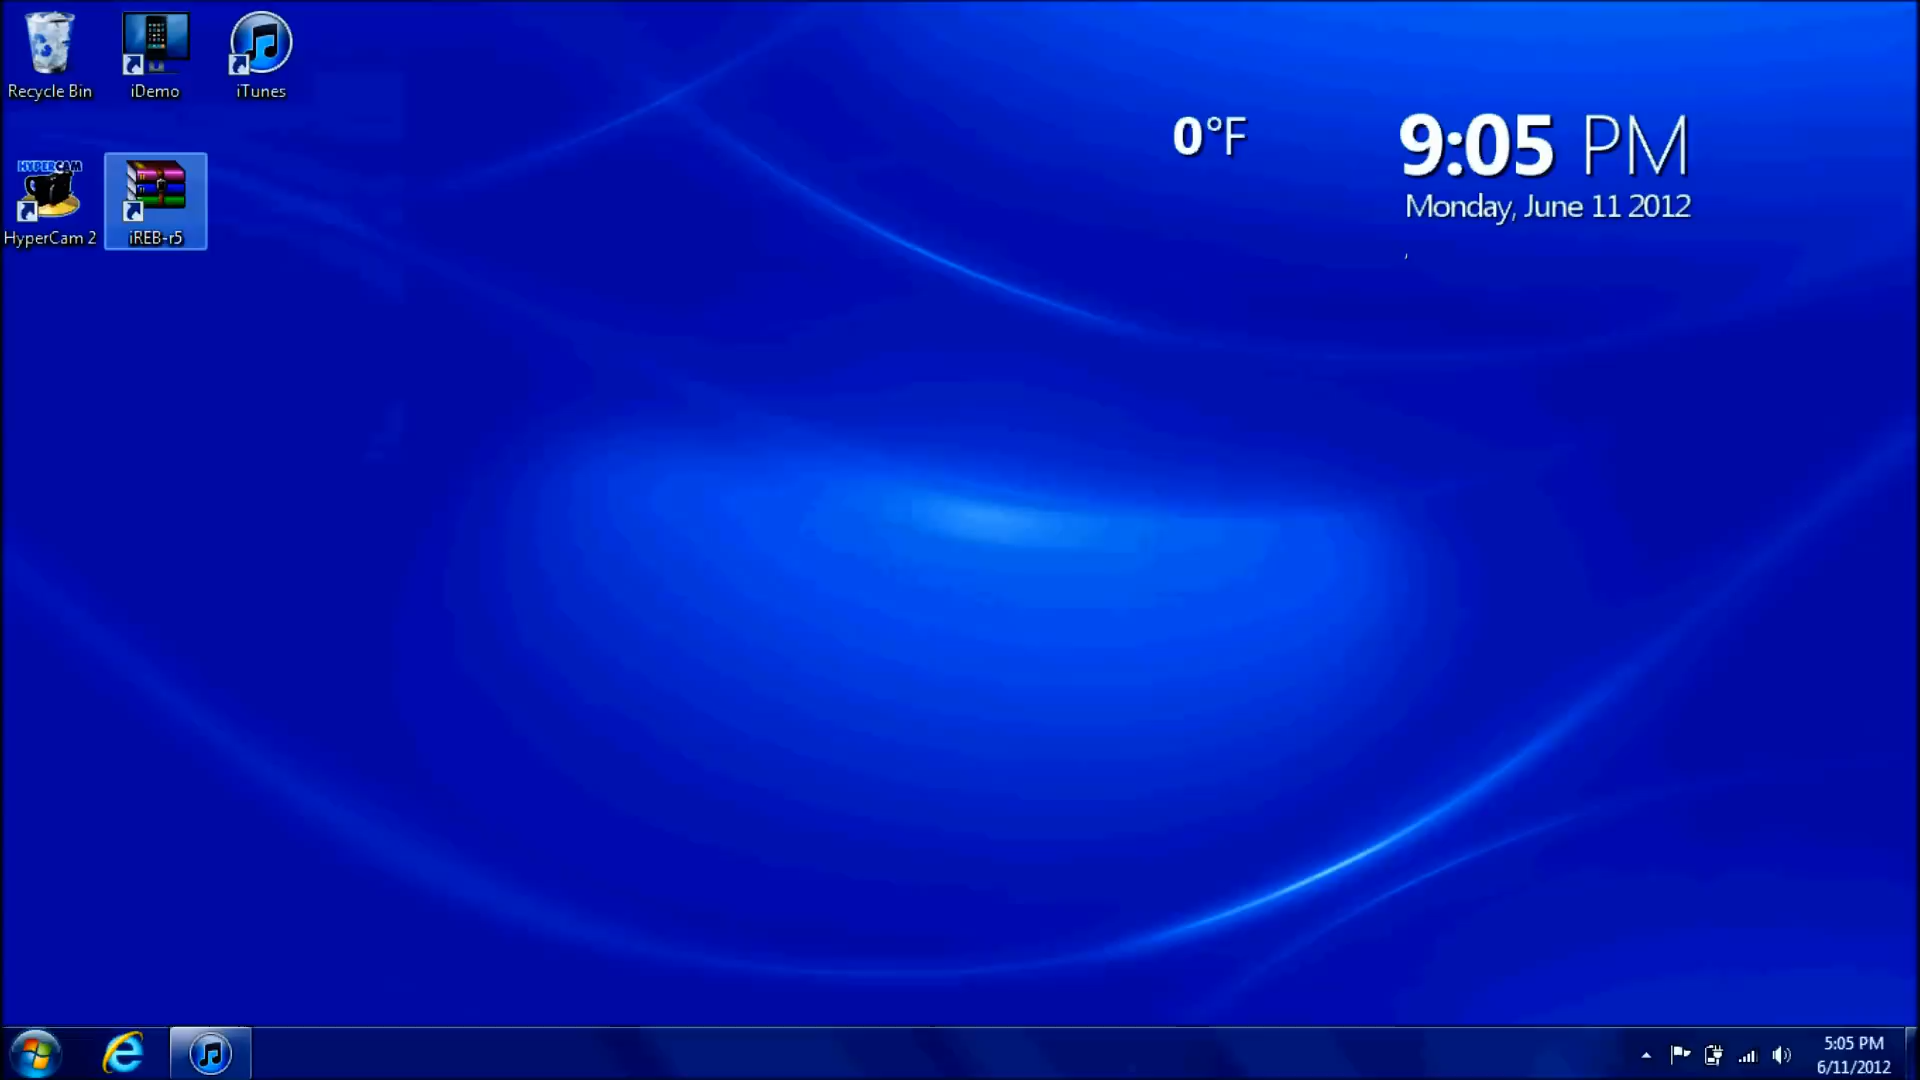 Recycle Bin
iDemo
iTunes
HYPERCAM
HyperCam 2
iREB-r5
0°F
9:05 PM
Monday, June 11 2012
,
5:05 PM
6/11/2012